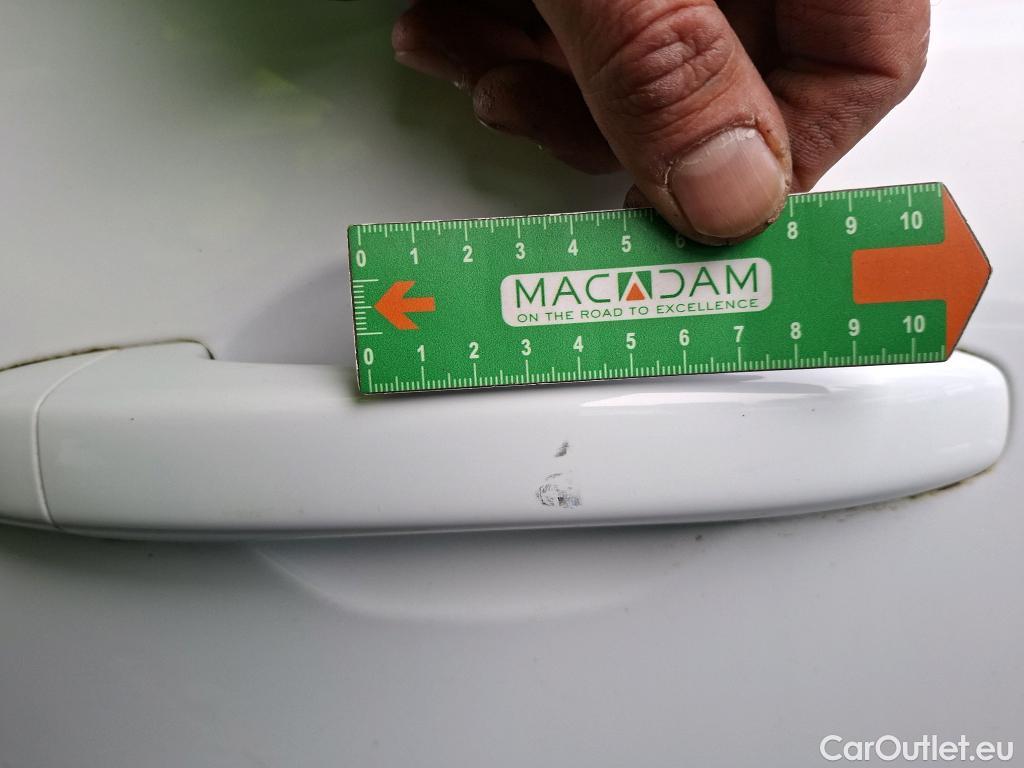 0 1 2 3 4 5 6 8 9 10
MACADAM
ON THE ROAD TO EXCELLENCE
0 1 2 3 4 5 6 7 8 9 10
CarOutlet.eu